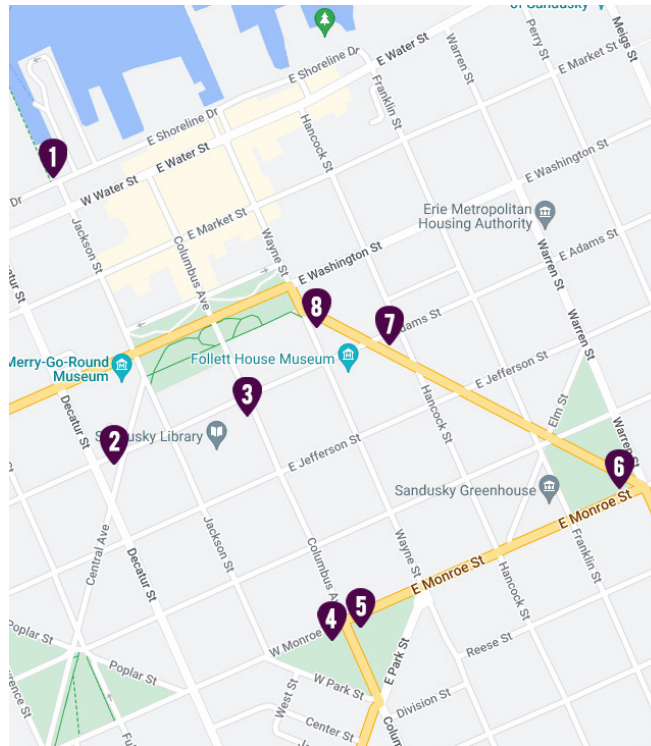 of Sandusky
Meigs St
Perry St
Warren St
E Water St
E Market St
E Shoreline Dr
Franklin St
Hancock St
E Shoreline Dr
1
E Water St
W Water St
Dr
E Washington St
Erie Metropolitan
Housing Authority
E Adams St
Warren St
Jackson St
E Market St
Columbus Ave
Wayne St
E Washington St
Decatur St
8
7
Adams St
Warren St
Merry-Go-Round
Museum
Follett House Museum
E Jefferson St
3
Hancock St
Elm St
Decatur St
2
Sandusky Library
E Jefferson St
Warren St
6
Sandusky Greenhouse
E Monroe St
Central Ave
Jackson St
Columbus Ave
Wayne St
Hancock St
Franklin St
Decatur St
E Monroe St
4
5
W Monroe
Poplar St
Poplar St
E Park St
Reese St
W Park St
West St
Division St
Center St